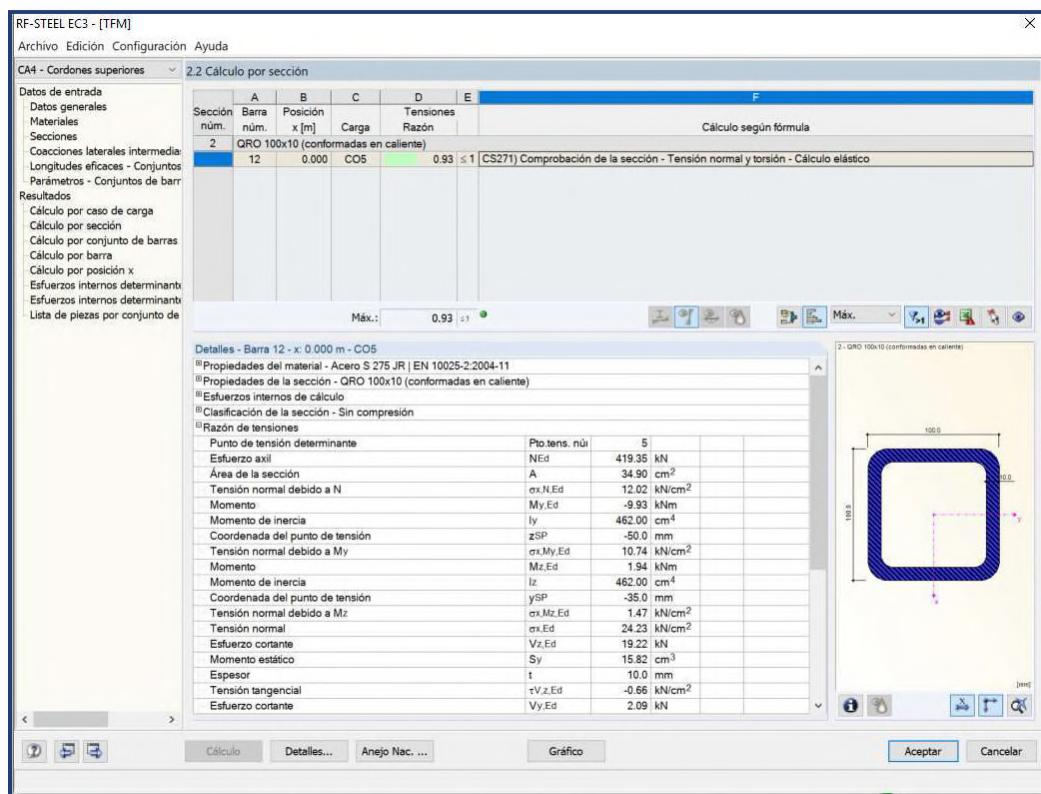 RF-STEEL EC3 - [TFM]
Archivo Edición Configuración Ayuda
CA4 - Cordones superiores
2.2 Cálculo por sección
Datos de entrada
Datos generales
Materiales
Secciones
Coacciones laterales intermedia
Longitudes eficaces - Conjuntos
Parámetros - Conjuntos de barr
Resultados
Cálculo por caso de carga
Cálculo por sección
Cálculo por conjunto de barras
Cálculo por barra
Cálculo por posición x
Esfuerzos internos determinant
Esfuerzos internos determinant
Lista de piezas por conjunto de
A B C D E F
Sección Barra Posición Tensiones
núm. núm. x [m] Carga Razón Cálculo según fórmula
2 QRO 100x10 (conformadas en caliente)
12 0.000 CO5 0.93 ≤ 1 CS271) Comprobación de la sección - Tensión normal y torsión - Cálculo elástico
Máx.: 0.93 ≤1
Máx.
Detalles - Barra 12 - x: 0.000 m - CO5
Propiedades del material - Acero S 275 JR | EN 10025-2:2004-11
Propiedades de la sección - QRO 100x10 (conformadas en caliente)
Esfuerzos internos de cálculo
Clasificación de la sección - Sin compresión
Razón de tensiones
Punto de tensión determinante Pto.tens. nú 5
Esfuerzo axil NEd 419.35 kN
Área de la sección A 34.90 cm2
Tensión normal debido a N σx,N,Ed 12.02 kN/cm2
Momento My,Ed -9.93 kNm
Momento de inercia Iy 462.00 cm4
Coordenada del punto de tensión zSP -50.0 mm
Tensión normal debido a My σx,My,Ed 10.74 kN/cm2
Momento Mz,Ed 1.94 kNm
Momento de inercia Iz 462.00 cm4
Coordenada del punto de tensión ySP -35.0 mm
Tensión normal debido a Mz σx,Mz,Ed 1.47 kN/cm2
Tensión normal σx,Ed 24.23 kN/cm2
Esfuerzo cortante Vz,Ed 19.22 kN
Momento estático Sy 15.82 cm3
Espesor t 10.0 mm
Tensión tangencial τV,z,Ed -0.66 kN/cm2
Esfuerzo cortante Vy,Ed 2.09 kN
2 - QRO 100x10 (conformadas en caliente)
100.0
10.0
100.0
y
z
[mm]
Cálculo
Detalles...
Anejo Nac. ...
Gráfico
Aceptar
Cancelar